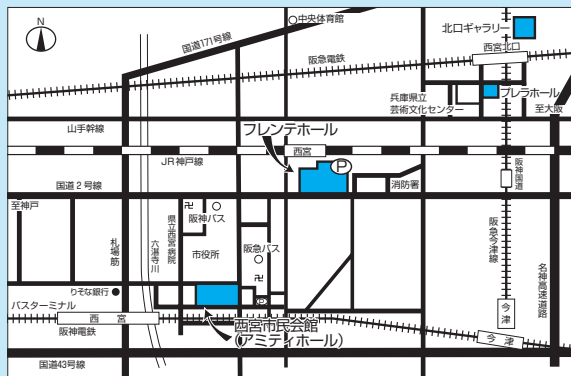 N
中央体育館
国道171号線
阪急電鉄
北口ギャラリー
西宮北口
兵庫県立
芸術文化センター
プレラホール
至大阪
山手幹線
フレンテホール
西宮
P
JR神戸線
消防署
阪神国道
国道2号線
至神戸
札場筋
六湛寺川
県立西宮病院
卍
阪神バス
市役所
阪急バス
卍
阪急今津線
名神高速道路
りそな銀行
バスターミナル
P
西宮
阪神電鉄
西宮市民会館
(アミティホール)
今津
今津
国道43号線